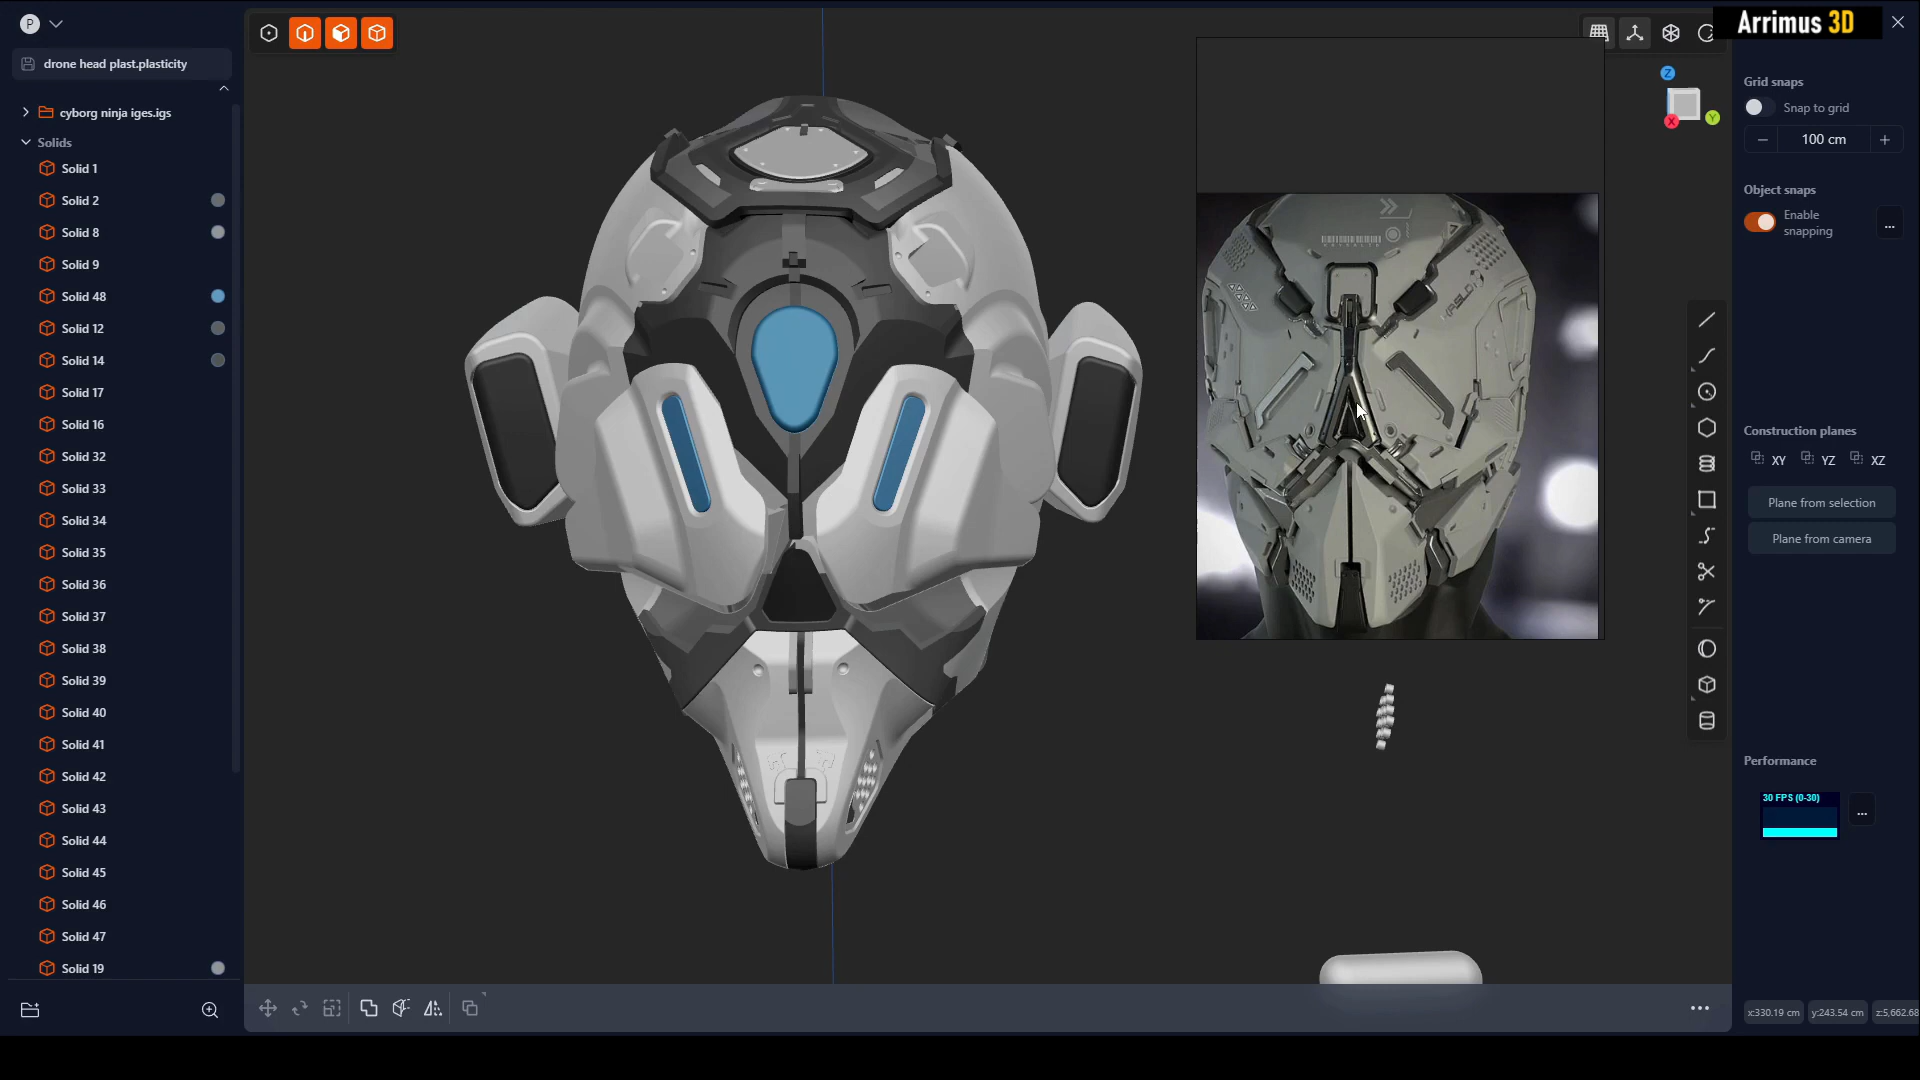 P
drone head plast.plasticity
cyborg ninja iges.igs
Solids
Solid 1
Solid 2
Solid 8
Solid 9
Solid 48
Solid 12
Solid 14
Solid 17
Solid 16
Solid 32
Solid 33
Solid 34
Solid 35
Solid 36
Solid 37
Solid 38
Solid 39
Solid 40
Solid 41
Solid 42
Solid 43
Solid 44
Solid 45
Solid 46
Solid 47
Solid 19
Z
X
Y
Arrimus 3D
Grid snaps
Snap to grid
100 cm
Object snaps
Enable
snapping
...
Construction planes
XY YZ XZ
Plane from selection
Plane from camera
Performance
30 FPS (0-30)
...
x:330.19 cm y:243.54 cm z:5,662.68